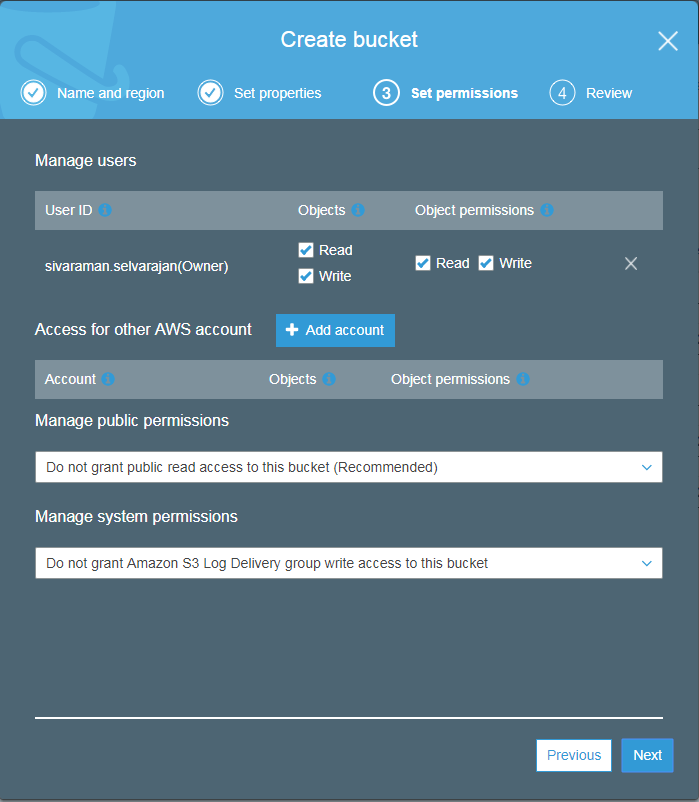 Create bucket
Name and region
Set properties
3 Set permissions
4 Review
Manage users
User ID Objects Object permissions
sivaraman.selvarajan(Owner)
Read
Write
Read Write
Access for other AWS account
Add account
Account Objects Object permissions
Manage public permissions
Do not grant public read access to this bucket (Recommended)
Manage system permissions
Do not grant Amazon S3 Log Delivery group write access to this bucket
Previous Next